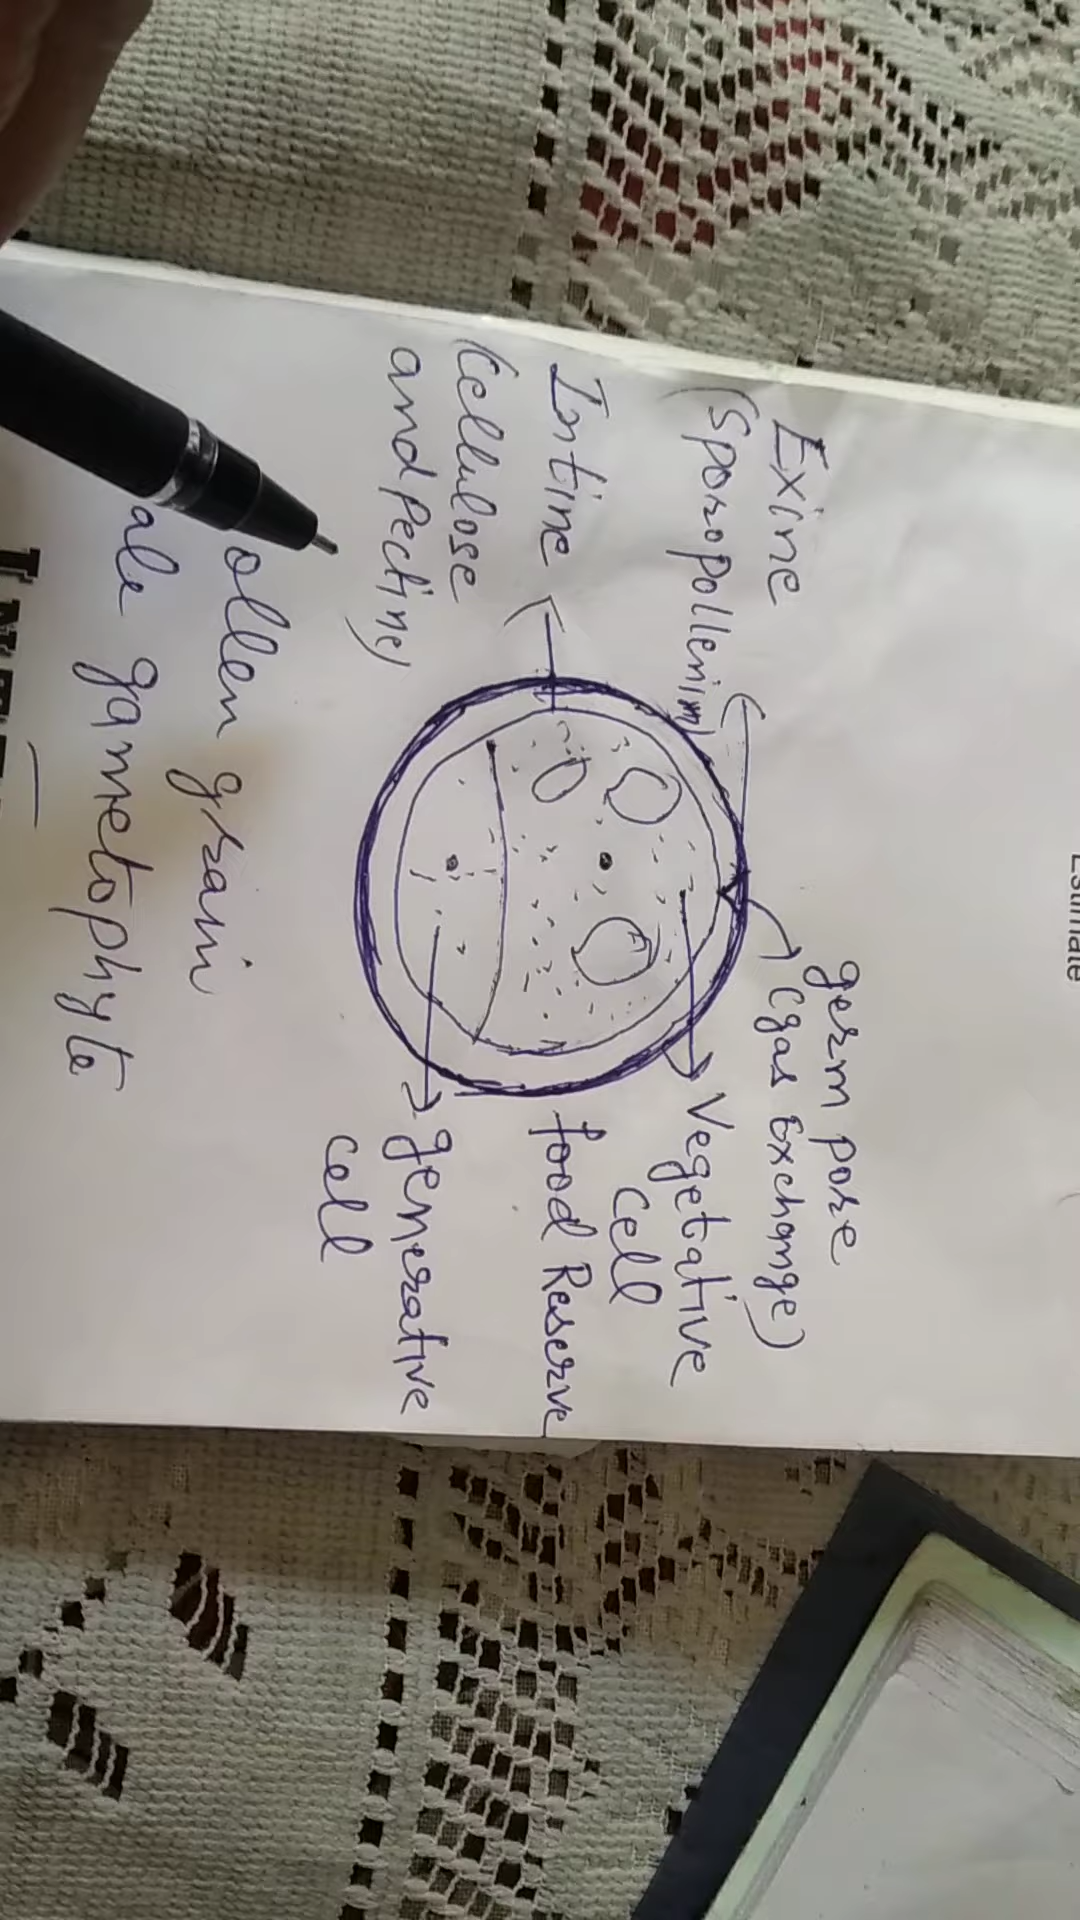 germ pore
(gas Exchange)
Exine
(Sporopollenin)
Vegetative
Cell
food Reserve
Intine
(Cellulose
and Pectine)
generative
cell
ollen grain
ale gametophyte
Estimate